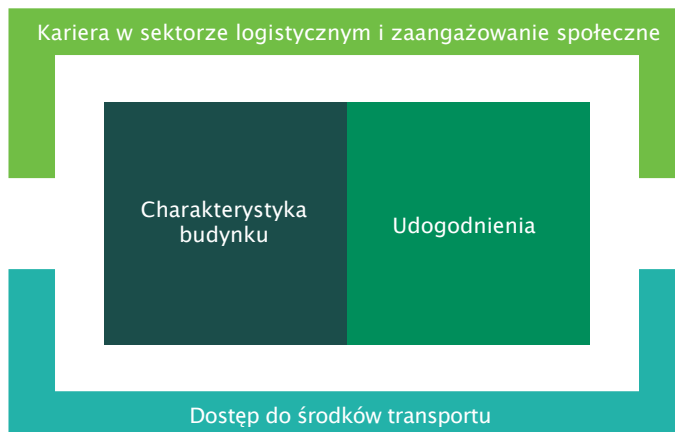 Kariera w sektorze logistycznym i zaangażowanie społeczne
Charakterystyka
budynku
Udogodnienia
Dostęp do środków transportu